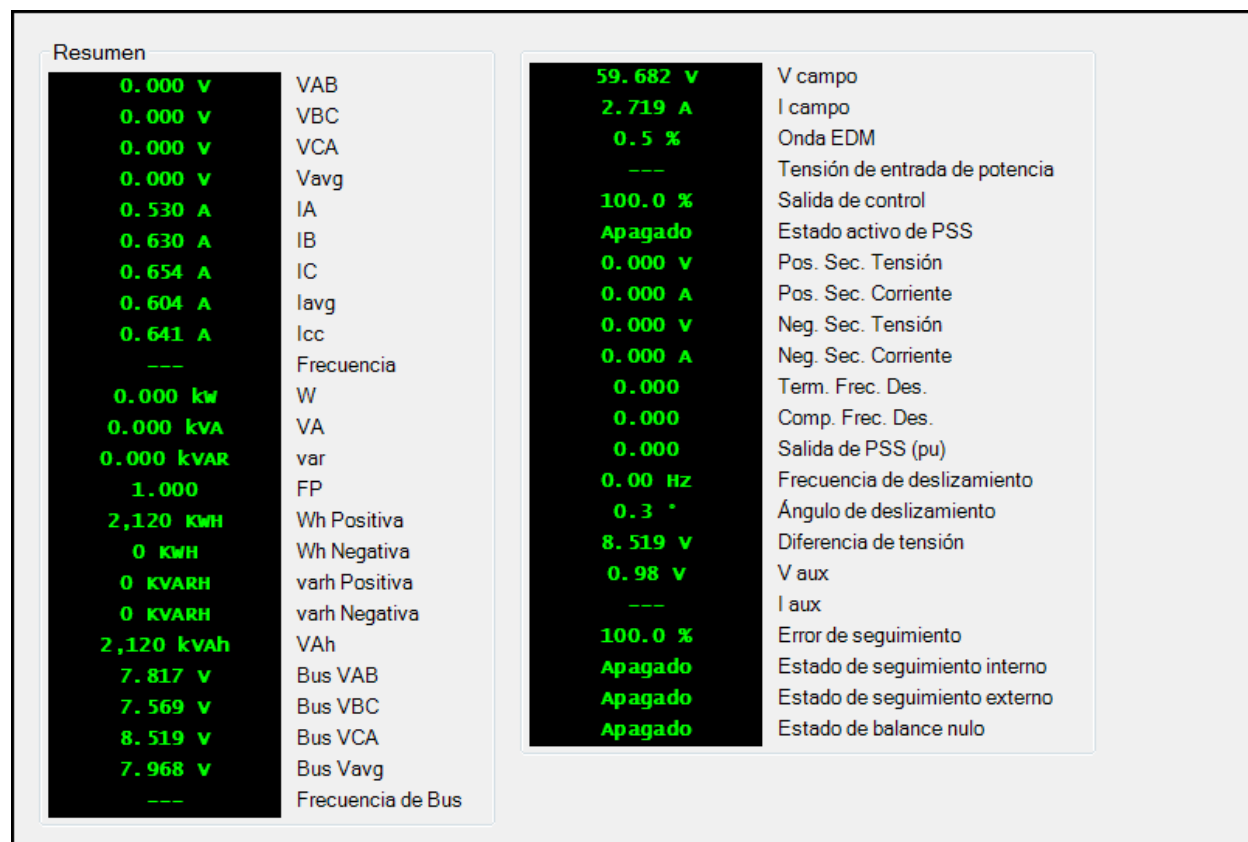 Resumen
0.000 V VAB
0.000 V VBC
0.000 V VCA
0.000 V Vavg
0.530 A IA
0.630 A IB
0.654 A IC
0.604 A Iavg
0.641 A Icc
--- Frecuencia
0.000 kW W
0.000 kVA VA
0.000 kVAR var
1.000 FP
2,120 KWH Wh Positiva
0 KWH Wh Negativa
0 KVARH varh Positiva
0 KVARH varh Negativa
2,120 kVAh VAh
7.817 V Bus VAB
7.569 V Bus VBC
8.519 V Bus VCA
7.968 V Bus Vavg
--- Frecuencia de Bus
59.682 V V campo
2.719 A I campo
0.5 % Onda EDM
--- Tensión de entrada de potencia
100.0 % Salida de control
Apagado Estado activo de PSS
0.000 V Pos. Sec. Tensión
0.000 A Pos. Sec. Corriente
0.000 V Neg. Sec. Tensión
0.000 A Neg. Sec. Corriente
0.000 Term. Frec. Des.
0.000 Comp. Frec. Des.
0.000 Salida de PSS (pu)
0.00 Hz Frecuencia de deslizamiento
0.3 ° Ángulo de deslizamiento
8.519 V Diferencia de tensión
0.98 V V aux
--- I aux
100.0 % Error de seguimiento
Apagado Estado de seguimiento interno
Apagado Estado de seguimiento externo
Apagado Estado de balance nulo